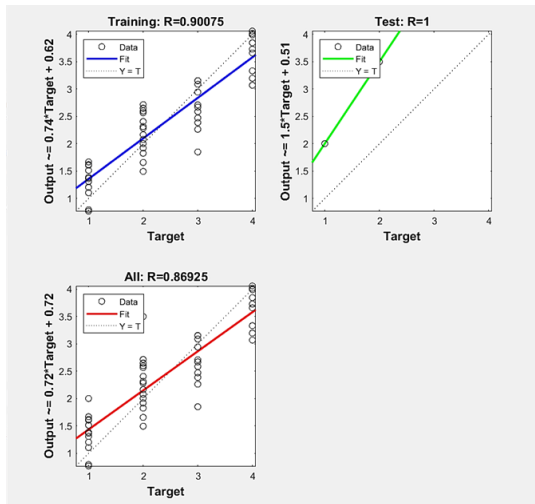 Training: R=0.90075
Output ~= 0.74*Target + 0.62
4
3.5
3
2.5
2
1.5
1
Data
Fit
Y = T
1
2
3
4
Target
Test: R=1
Output ~= 1.5*Target + 0.51
4
3.5
3
2.5
2
1.5
1
Data
Fit
Y = T
1
2
3
4
Target
All: R=0.86925
Output ~= 0.72*Target + 0.72
4
3.5
3
2.5
2
1.5
1
Data
Fit
Y = T
1
2
3
4
Target